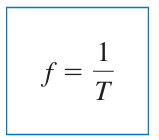 f = 1/T